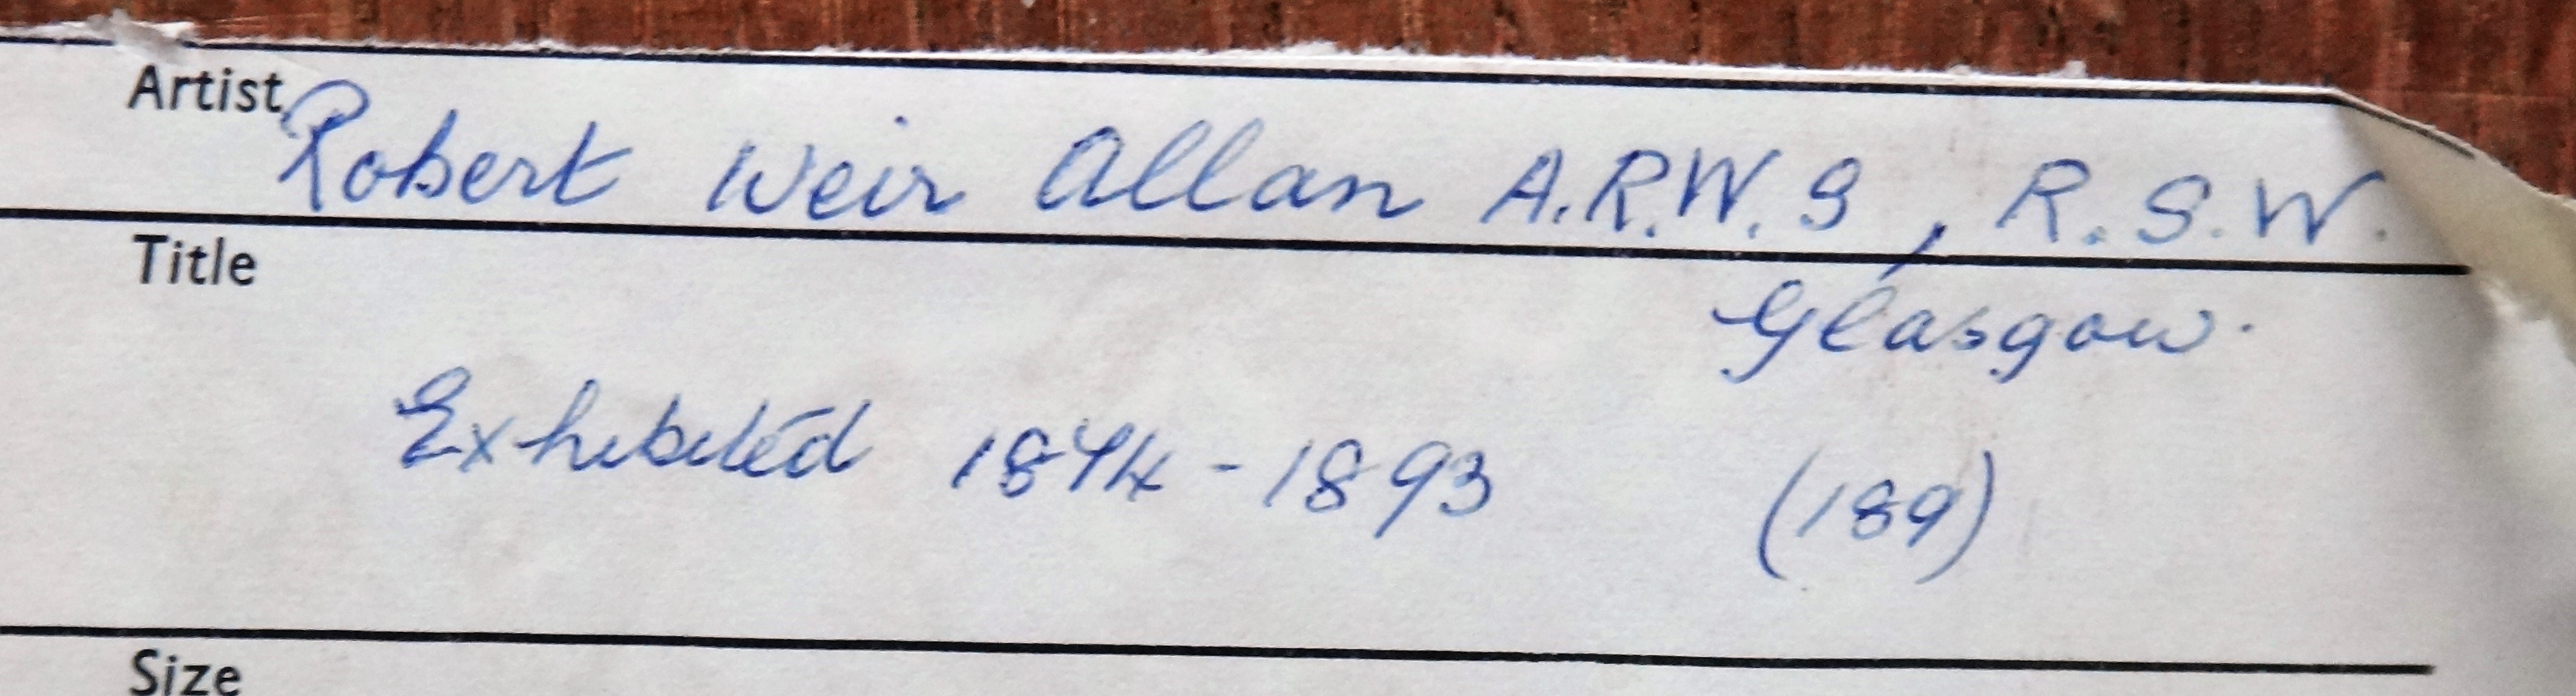 Artist Robert Weir Allan A.R.W.S, R.S.W.
Title
Glasgow.
Exhibited 1874-1893 (189)
Size